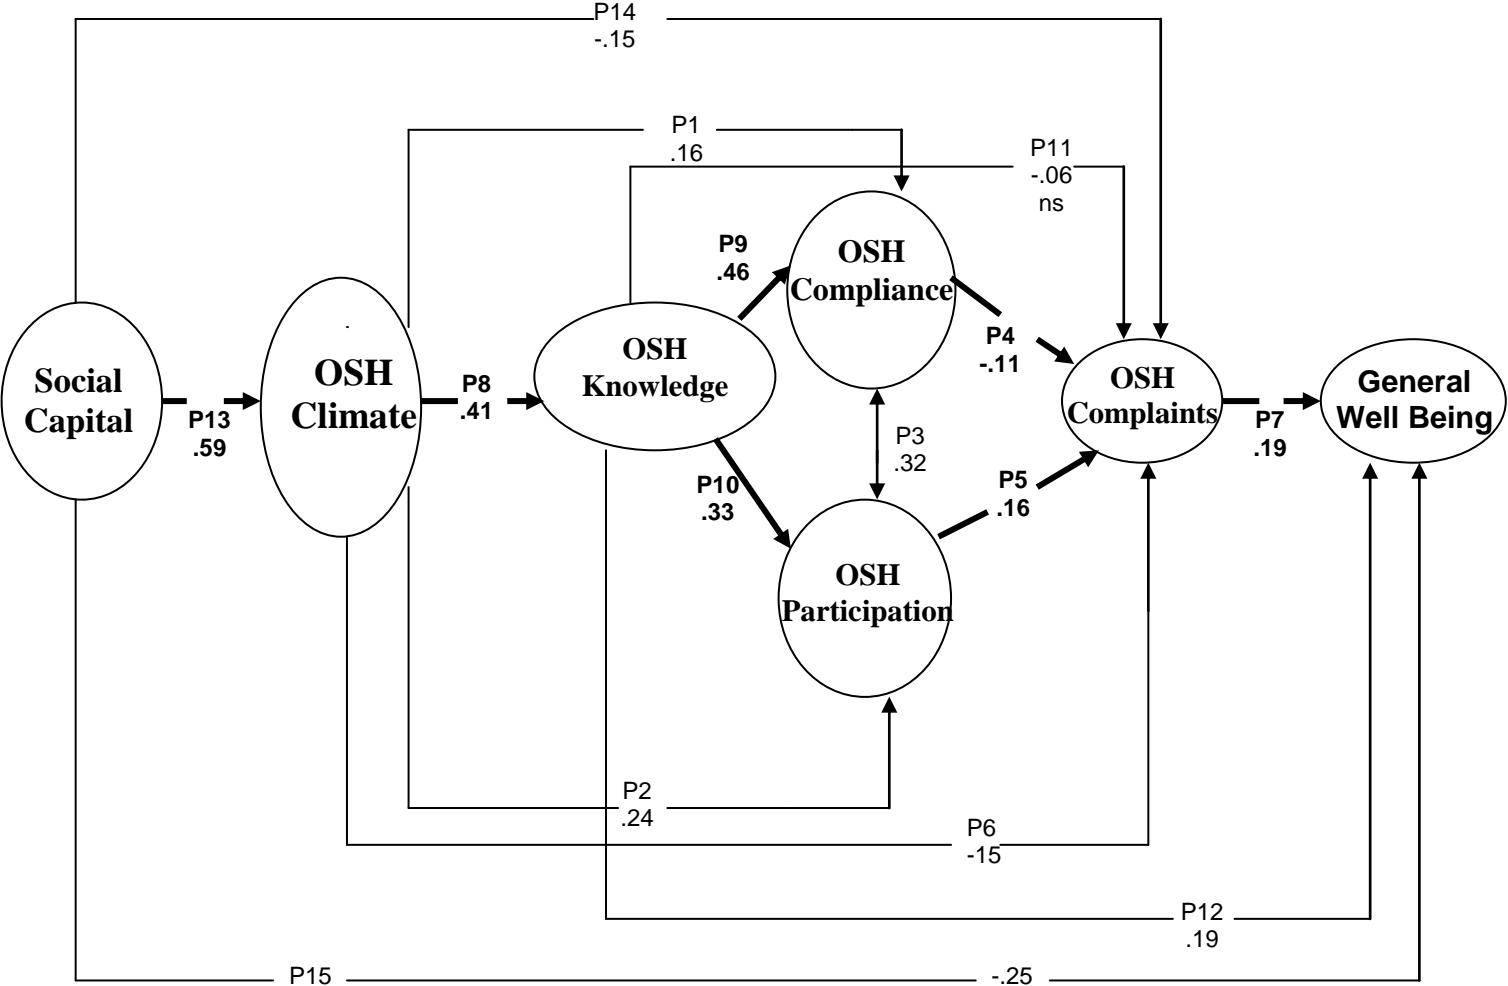 P14
-.15
P1
.16
P11
-.06
ns
P9
.46
OSH
Compliance
P4
-.11
Social
Capital
P13
.59
OSH
Climate
P8
.41
OSH
Knowledge
P3
.32
OSH
Complaints
P7
.19
General
Well Being
P10
.33
P5
.16
OSH
Participation
P2
.24
P6
-15
P12
.19
P15
-.25